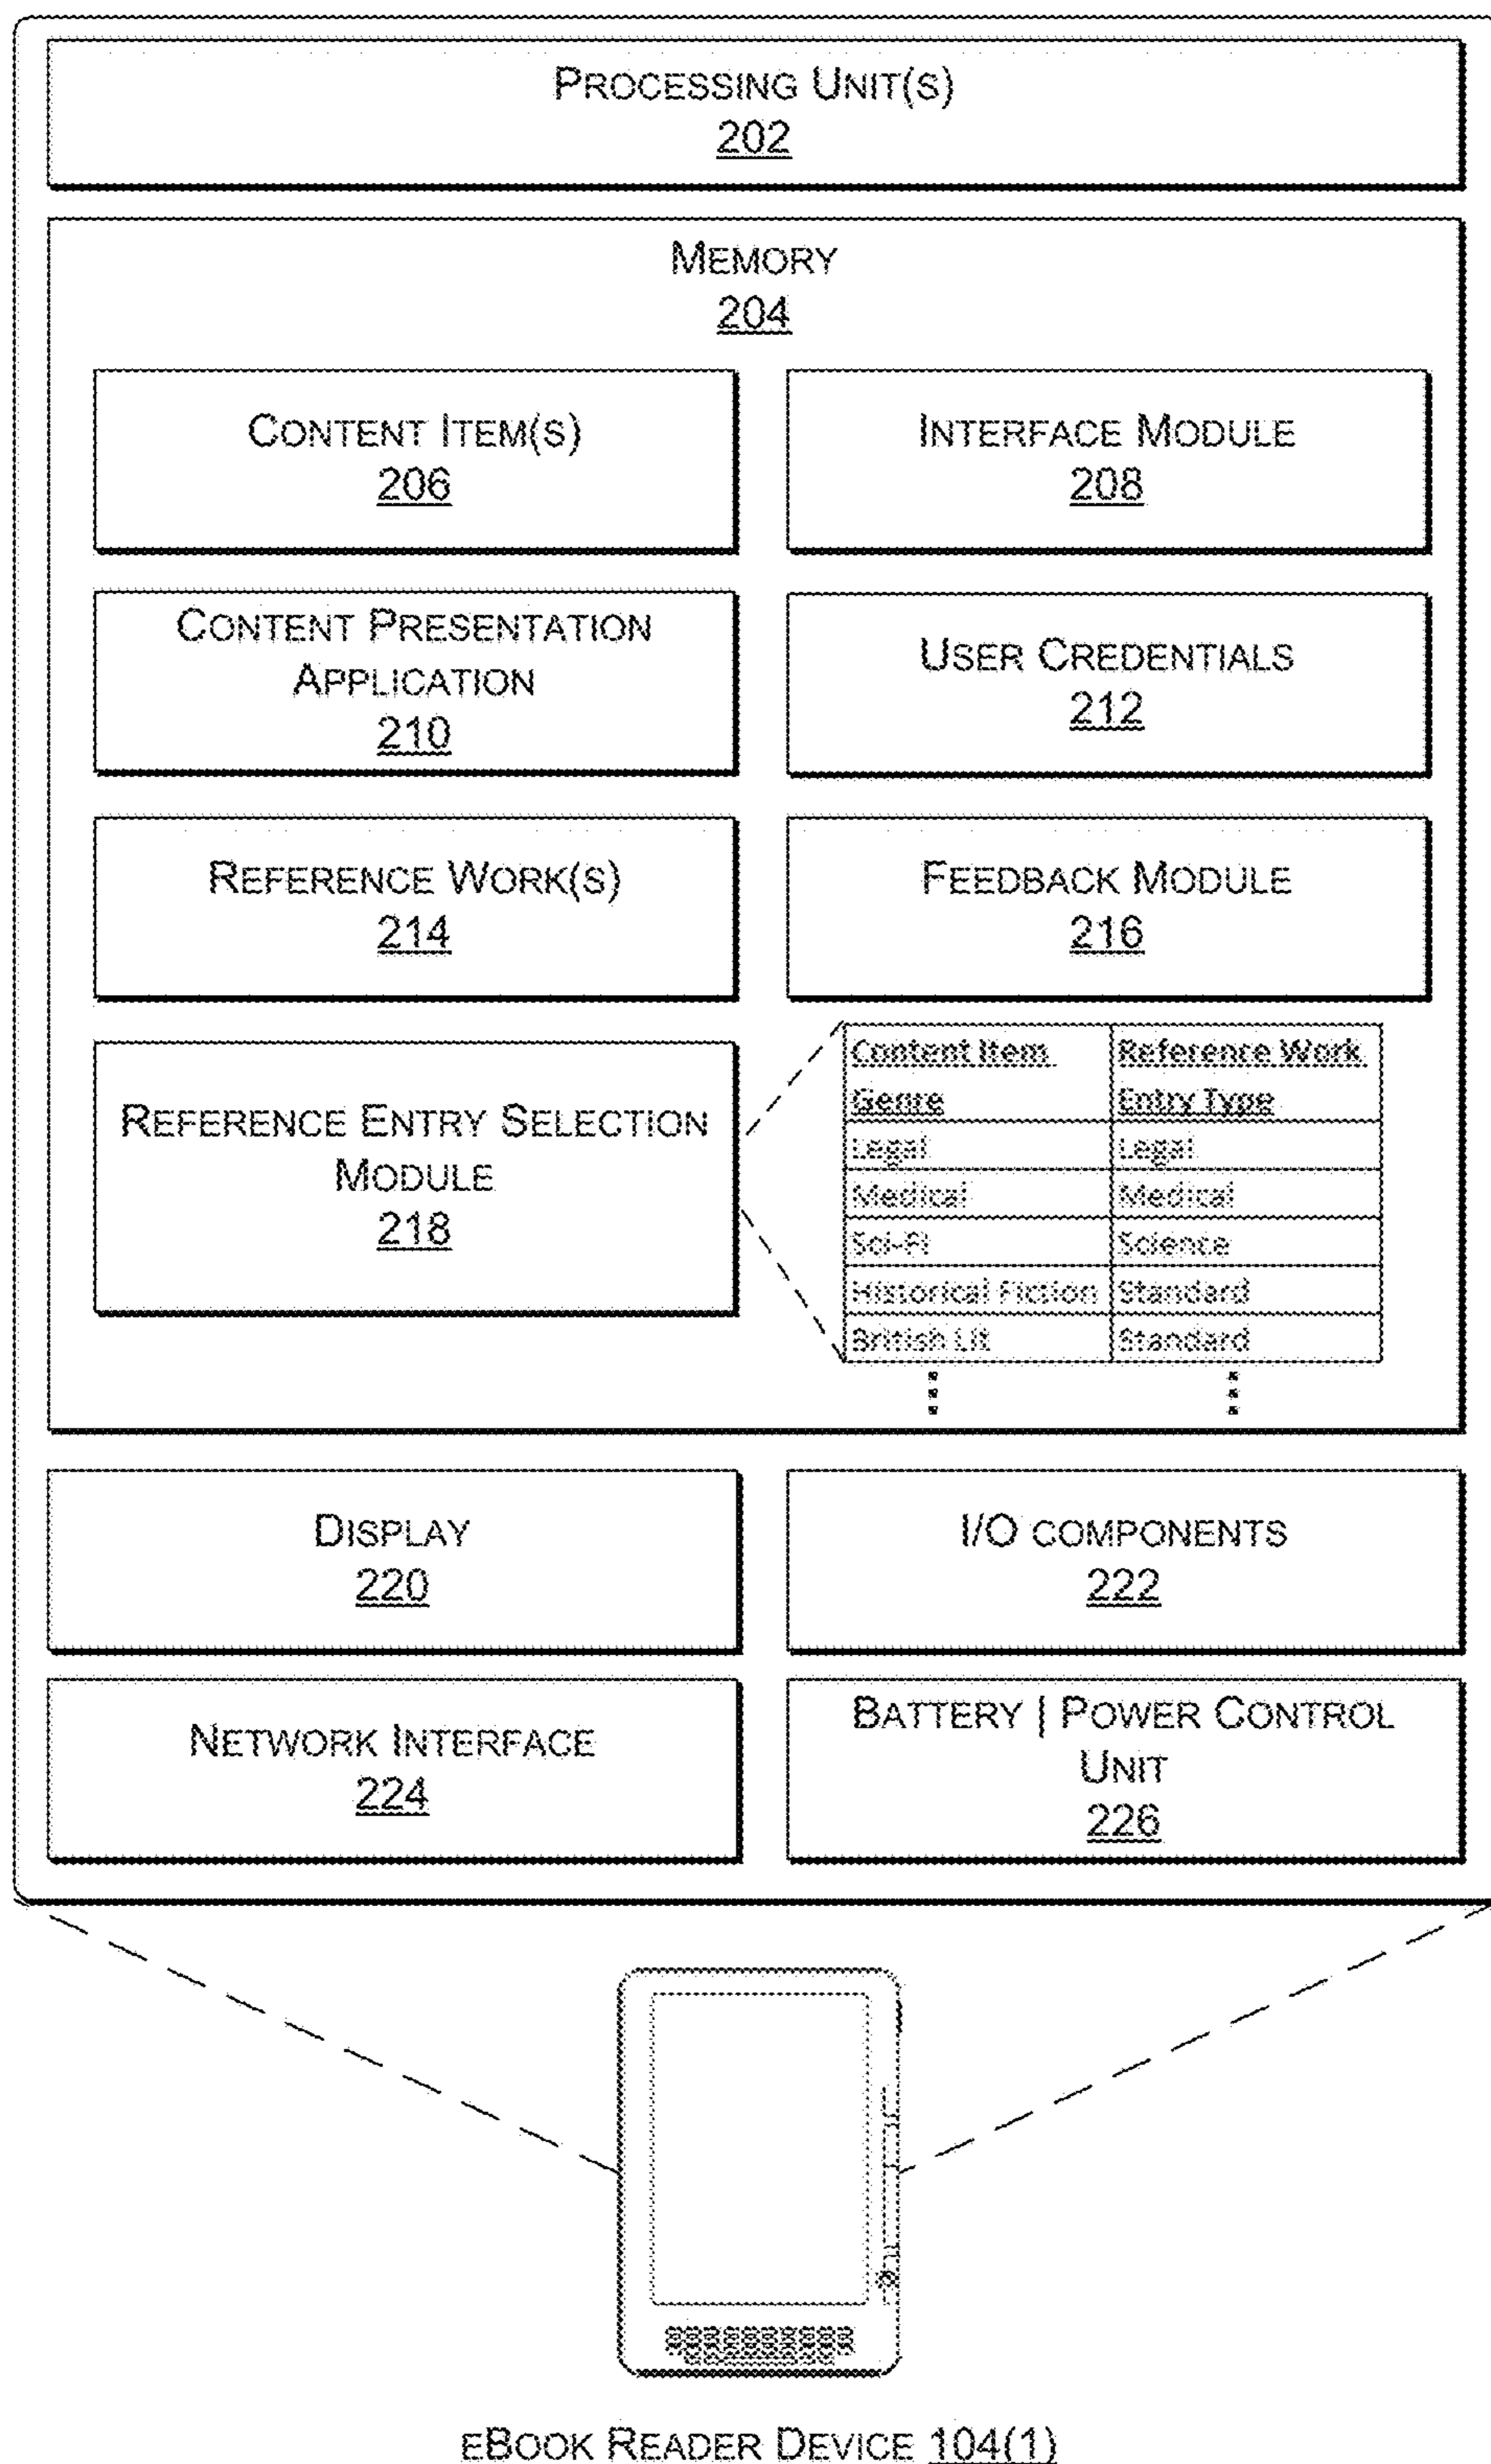 PROCESSING UNIT(S)
202
MEMORY
204
CONTENT ITEM(S)
206
INTERFACE MODULE
208
CONTENT PRESENTATION
APPLICATION
210
USER CREDENTIALS
212
REFERENCE WORK(S)
214
FEEDBACK MODULE
216
REFERENCE ENTRY SELECTION
MODULE
218
Content Item Genre
Reference Work Entry Type
Legal Legal
Medical Medical
Sci-Fi Science
Historical Fiction Standard
British Lit Standard
DISPLAY
220
I/O COMPONENTS
222
NETWORK INTERFACE
224
BATTERY | POWER CONTROL
UNIT
226
EBOOK READER DEVICE 104(1)